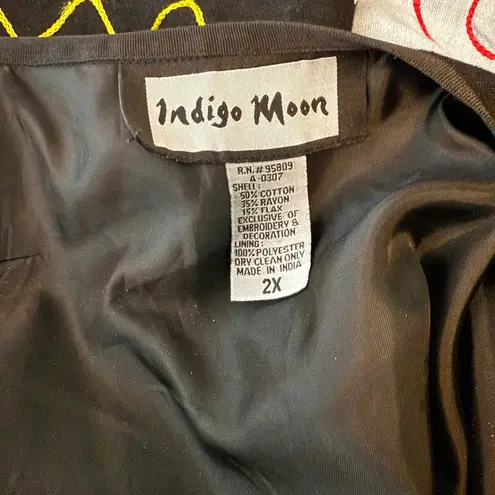 Indigo Moon
R.N.# 95809
A-0307
SHELL:
50% COTTON
35% RAYON
15% FLAX
EXCLUSIVE OF
EMBROIDERY &
DECORATION
LINING:
100% POLYESTER
DRY CLEAN ONLY
MADE IN INDIA
2X